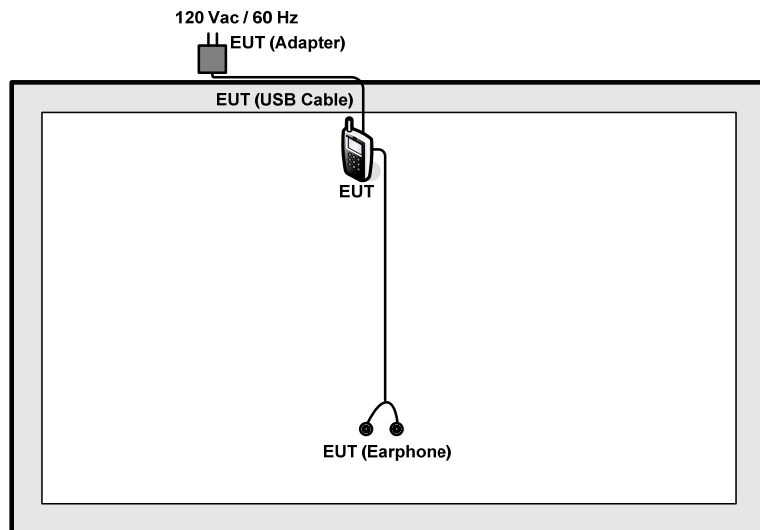 120 Vac / 60 Hz
EUT (Adapter)
EUT (USB Cable)
EUT
EUT (Earphone)